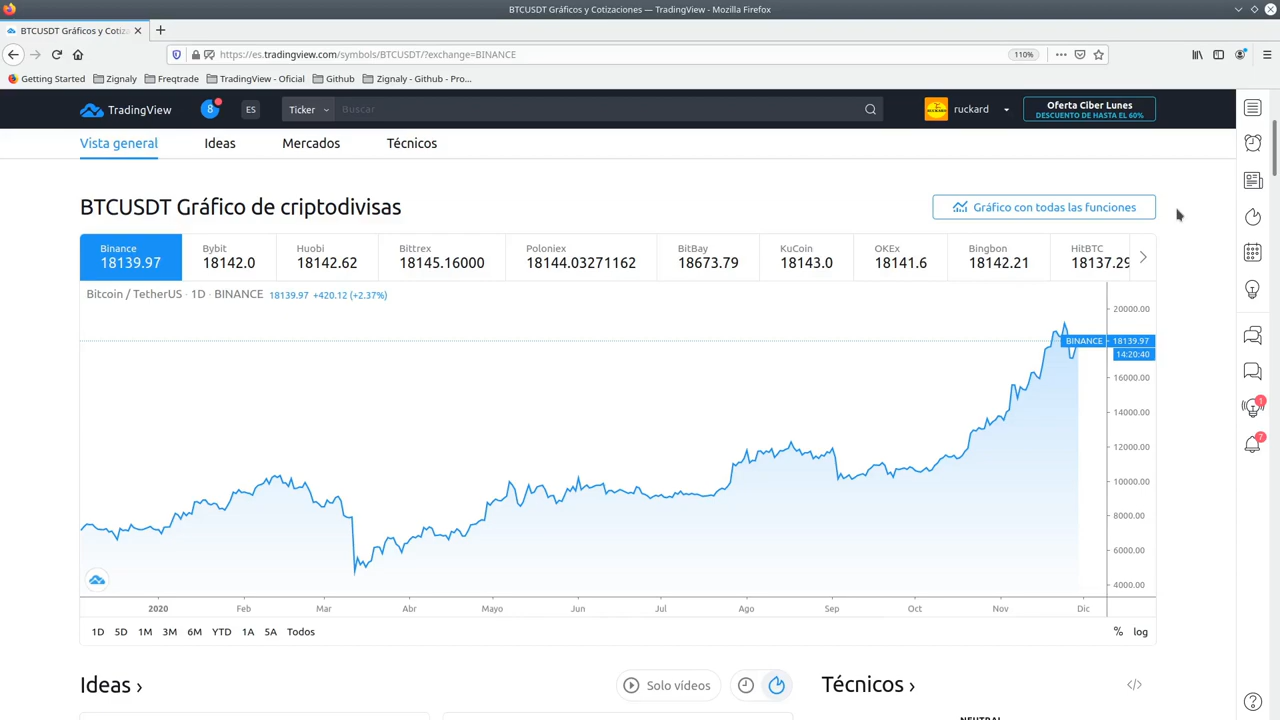 BTCUSDT Gráficos y Cotizaciones — TradingView - Mozilla Firefox
BTCUSDT Gráficos y Cotiza
https://es.tradingview.com/symbols/BTCUSDT/?exchange=BINANCE
110%
Getting Started
Zignaly
Freqtrade
TradingView - Oficial
Github
Zignaly - Github - Pro...
TradingView
8
ES
Ticker
Buscar
RUCKARD
ruckard
Oferta Ciber Lunes
DESCUENTO DE HASTA EL 60%
Vista general
Ideas
Mercados
Técnicos
BTCUSDT Gráfico de criptodivisas
Gráfico con todas las funciones
Binance
18139.97
Bybit
18142.0
Huobi
18142.62
Bittrex
18145.16000
Poloniex
18144.03271162
BitBay
18673.79
KuCoin
18143.0
OKEx
18141.6
Bingbon
18142.21
HitBTC
18137.29
Bitcoin / TetherUS · 1D · BINANCE 18139.97 +420.12 (+2.37%)
20000.00
BINANCE 18139.97
14:20:40
16000.00
14000.00
12000.00
10000.00
8000.00
6000.00
4000.00
2020 Feb Mar Abr Mayo Jun Jul Ago Sep Oct Nov Dic
1D 5D 1M 3M 6M YTD 1A 5A Todos
% log
1
7
Ideas ›
Solo vídeos
Técnicos ›
</>
NEUTRAL